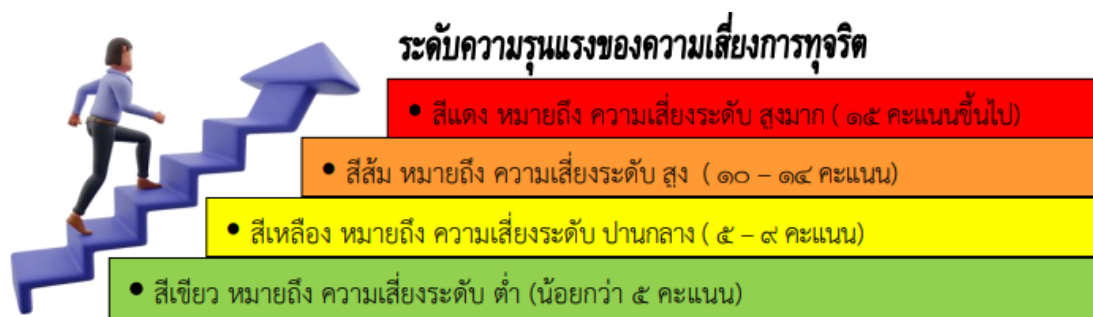 ระดับความรุนแรงของความเสี่ยงการทุจริต
• สีแดง หมายถึง ความเสี่ยงระดับ สูงมาก ( ๑๕ คะแนนขึ้นไป)
• สีส้ม หมายถึง ความเสี่ยงระดับ สูง ( ๑๐ – ๑๔ คะแนน)
• สีเหลือง หมายถึง ความเสี่ยงระดับ ปานกลาง ( ๕ – ๙ คะแนน)
• สีเขียว หมายถึง ความเสี่ยงระดับ ต่ำ (น้อยกว่า ๕ คะแนน)